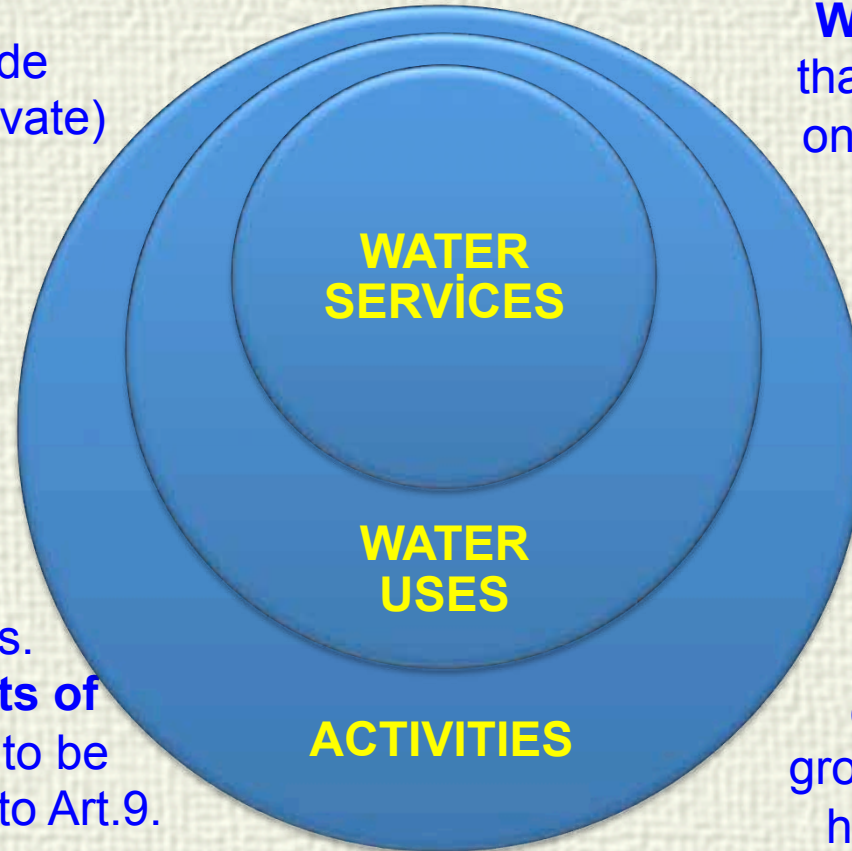 de
vate)
W
tha
on
WATER
SERVİCES
WATER
USES
s.
ts of
to be
to Art.9.
ACTIVITIES
gro
h